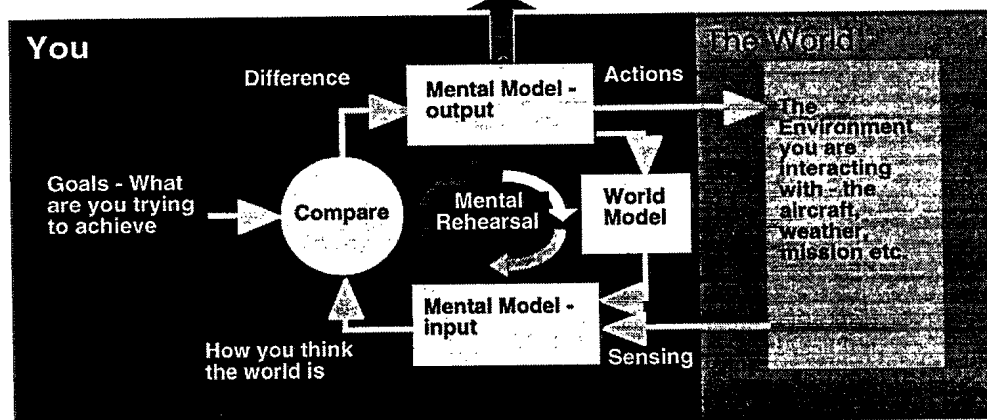 You
The World
Difference
Mental Model -
output
Actions
The
Environment
you are
interacting
with - the
aircraft,
weather,
mission etc.
Goals - What
are you trying
to achieve
Compare
Mental
Rehearsal
World
Model
Mental Model -
input
How you think
the world is
Sensing